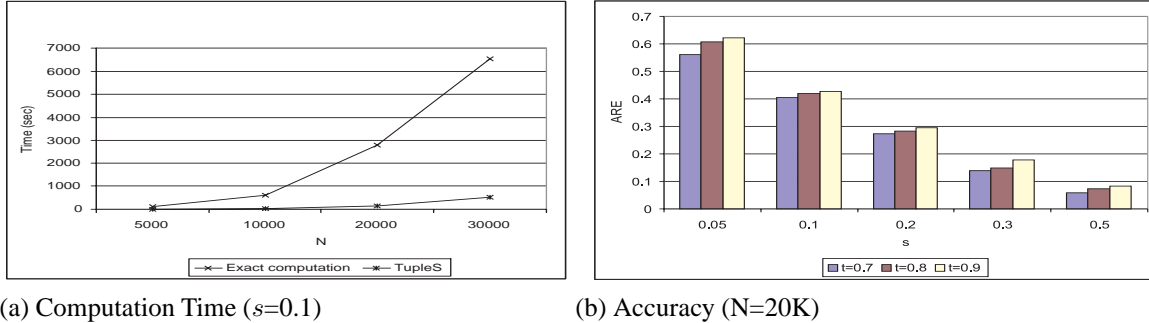 7000
6000
5000
4000
3000
2000
1000
0
Time (sec)
5000 10000 20000 30000
N
Exact computation TupleS
(a) Computation Time (s=0.1)
0.7
0.6
0.5
0.4
0.3
0.2
0.1
0
ARE
0.05 0.1 0.2 0.3 0.5
s
t=0.7 t=0.8 t=0.9
(b) Accuracy (N=20K)